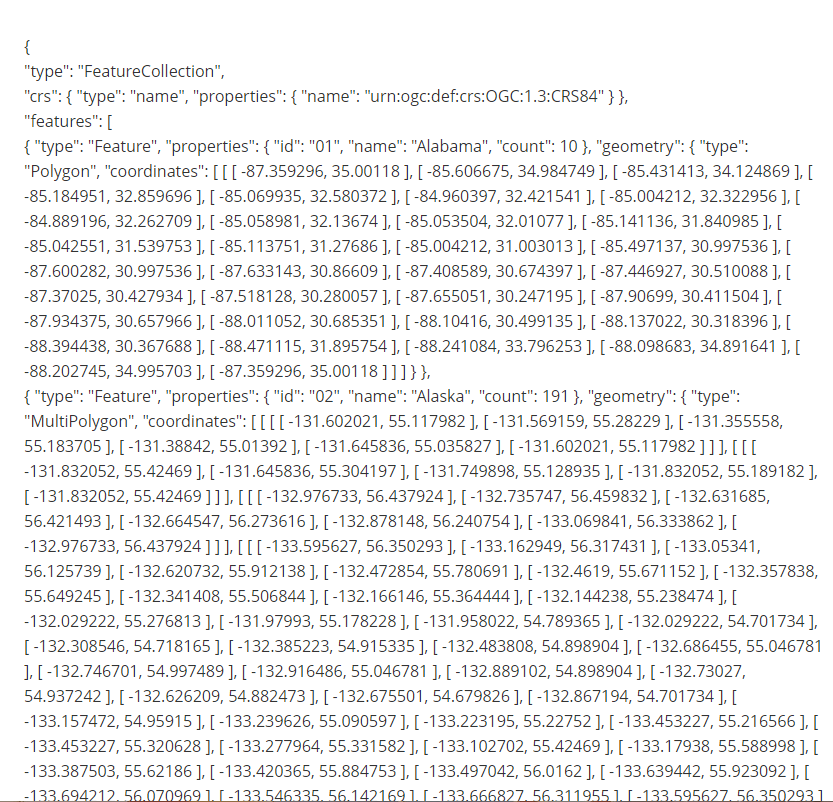 {
"type": "FeatureCollection",
"crs": { "type": "name", "properties": { "name": "urn:ogc:def:crs:OGC:1.3:CRS84" } },
"features": [
{ "type": "Feature", "properties": { "id": "01", "name": "Alabama", "count": 10 }, "geometry": { "type":
"Polygon", "coordinates": [ [ [ -87.359296, 35.00118 ], [ -85.606675, 34.984749 ], [ -85.431413, 34.124869 ], [
-85.184951, 32.859696 ], [ -85.069935, 32.580372 ], [ -84.960397, 32.421541 ], [ -85.004212, 32.322956 ], [
-84.889196, 32.262709 ], [ -85.058981, 32.13674 ], [ -85.053504, 32.01077 ], [ -85.141136, 31.840985 ], [
-85.042551, 31.539753 ], [ -85.113751, 31.27686 ], [ -85.004212, 31.003013 ], [ -85.497137, 30.997536 ], [
-87.600282, 30.997536 ], [ -87.633143, 30.86609 ], [ -87.408589, 30.674397 ], [ -87.446927, 30.510088 ], [
-87.37025, 30.427934 ], [ -87.518128, 30.280057 ], [ -87.655051, 30.247195 ], [ -87.90699, 30.411504 ], [
-87.934375, 30.657966 ], [ -88.011052, 30.685351 ], [ -88.10416, 30.499135 ], [ -88.137022, 30.318396 ], [
-88.394438, 30.367688 ], [ -88.471115, 31.895754 ], [ -88.241084, 33.796253 ], [ -88.098683, 34.891641 ], [
-88.202745, 34.995703 ], [ -87.359296, 35.00118 ] ] ] } },
{ "type": "Feature", "properties": { "id": "02", "name": "Alaska", "count": 191 }, "geometry": { "type":
"MultiPolygon", "coordinates": [ [ [ [ -131.602021, 55.117982 ], [ -131.569159, 55.28229 ], [ -131.355558,
55.183705 ], [ -131.38842, 55.01392 ], [ -131.645836, 55.035827 ], [ -131.602021, 55.117982 ] ] ], [ [ [
-131.832052, 55.42469 ], [ -131.645836, 55.304197 ], [ -131.749898, 55.128935 ], [ -131.832052, 55.189182 ],
[ -131.832052, 55.42469 ] ] ], [ [ [ -132.976733, 56.437924 ], [ -132.735747, 56.459832 ], [ -132.631685,
56.421493 ], [ -132.664547, 56.273616 ], [ -132.878148, 56.240754 ], [ -133.069841, 56.333862 ], [
-132.976733, 56.437924 ] ] ], [ [ [ -133.595627, 56.350293 ], [ -133.162949, 56.317431 ], [ -133.05341,
56.125739 ], [ -132.620732, 55.912138 ], [ -132.472854, 55.780691 ], [ -132.4619, 55.671152 ], [ -132.357838,
55.649245 ], [ -132.341408, 55.506844 ], [ -132.166146, 55.364444 ], [ -132.144238, 55.238474 ], [
-132.029222, 55.276813 ], [ -131.97993, 55.178228 ], [ -131.958022, 54.789365 ], [ -132.029222, 54.701734 ],
[ -132.308546, 54.718165 ], [ -132.385223, 54.915335 ], [ -132.483808, 54.898904 ], [ -132.686455, 55.046781
], [ -132.746701, 54.997489 ], [ -132.916486, 55.046781 ], [ -132.889102, 54.898904 ], [ -132.73027,
54.937242 ], [ -132.626209, 54.882473 ], [ -132.675501, 54.679826 ], [ -132.867194, 54.701734 ], [
-133.157472, 54.95915 ], [ -133.239626, 55.090597 ], [ -133.223195, 55.22752 ], [ -133.453227, 55.216566 ], [
-133.453227, 55.320628 ], [ -133.277964, 55.331582 ], [ -133.102702, 55.42469 ], [ -133.17938, 55.588998 ], [
-133.387503, 55.62186 ], [ -133.420365, 55.884753 ], [ -133.497042, 56.0162 ], [ -133.639442, 55.923092 ], [
-133.694212, 56.070969 ], [ -133.546335, 56.142169 ], [ -133.666827, 56.311955 ], [ -133.595627, 56.350293 ]